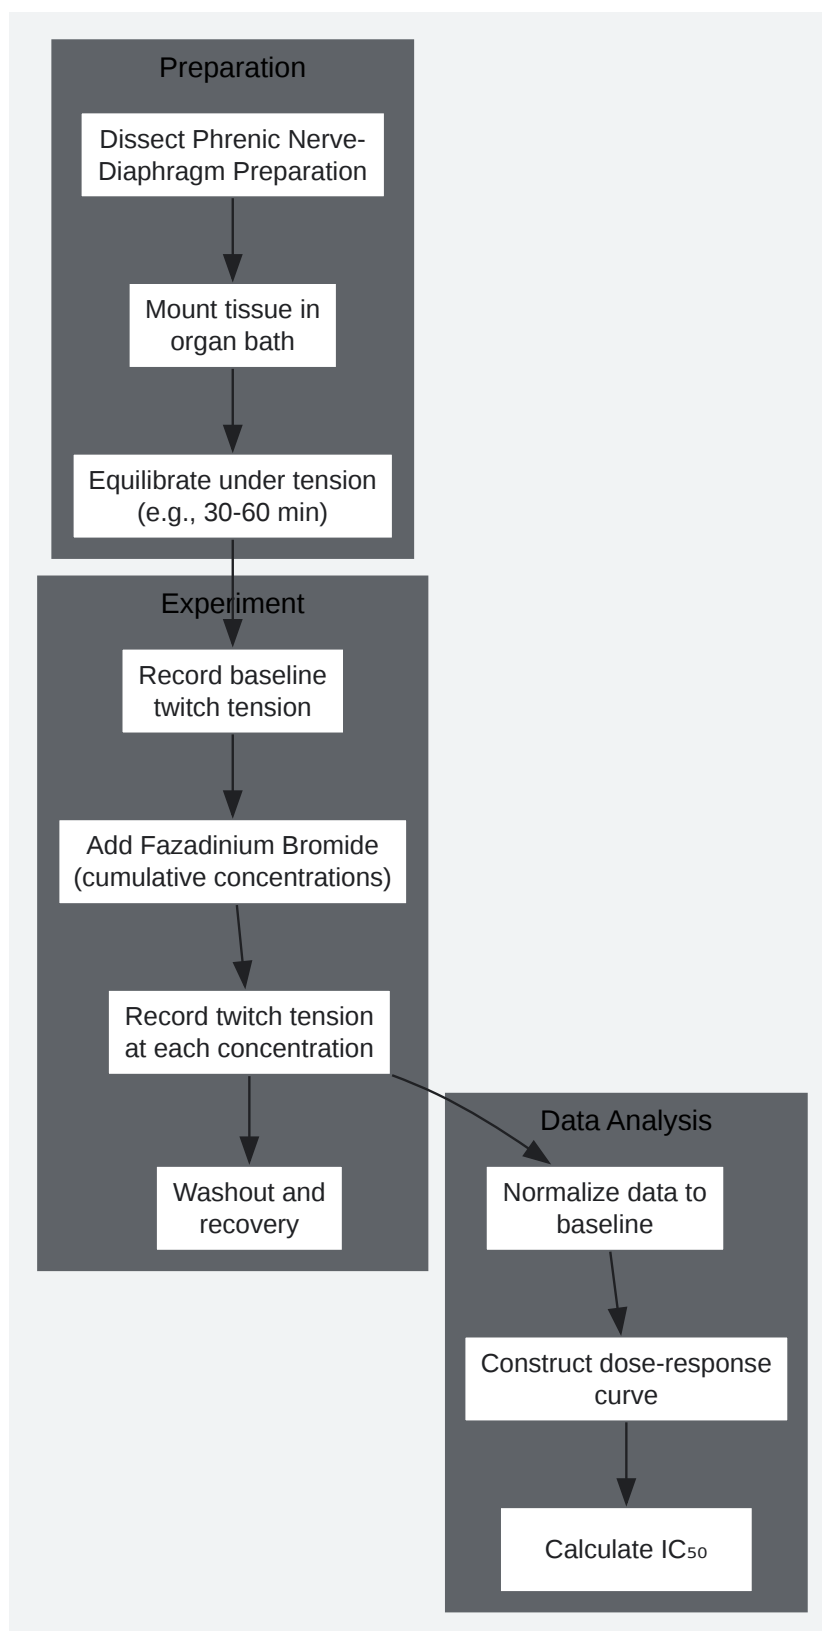 Preparation
Dissect Phrenic Nerve-
Diaphragm Preparation
Mount tissue in
organ bath
Equilibrate under tension
(e.g., 30-60 min)
Experiment
Record baseline
twitch tension
Add Fazadinium Bromide
(cumulative concentrations)
Record twitch tension
at each concentration
Washout and
recovery
Data Analysis
Normalize data to
baseline
Construct dose-response
curve
Calculate IC₅₀